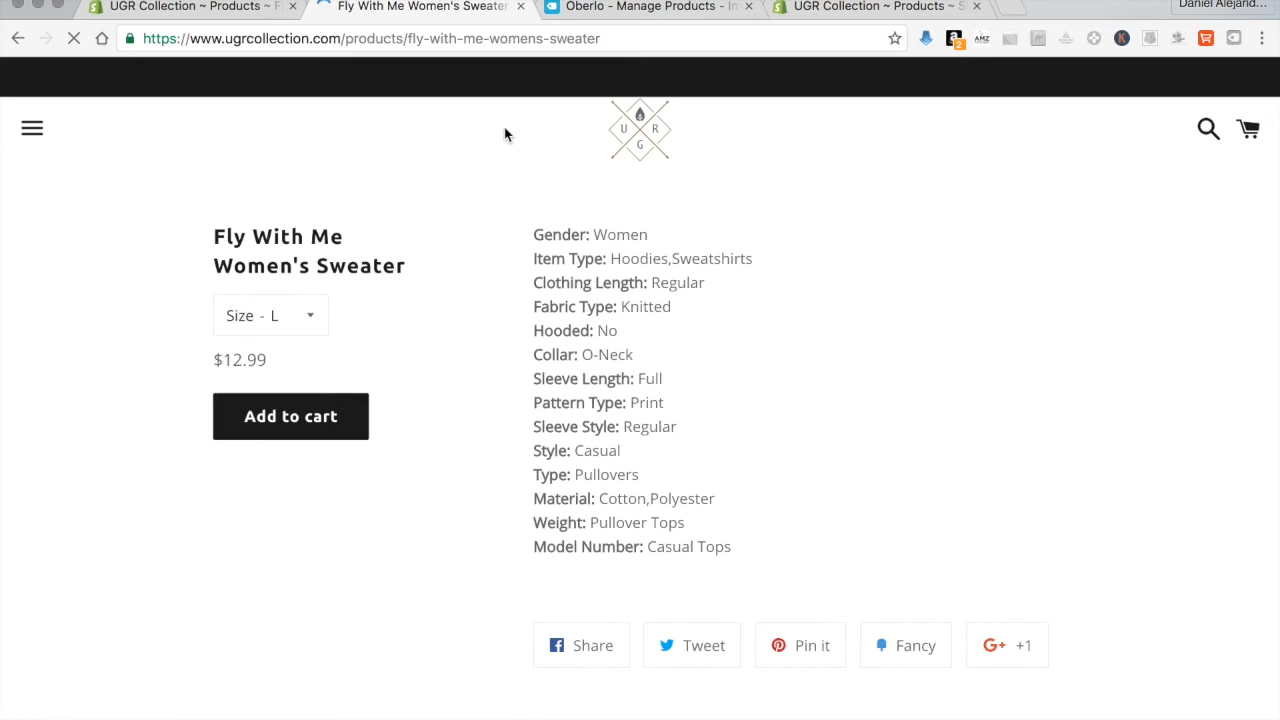 UGR Collection ~ Products ~ F
Fly With Me Women's Sweater
Oberlo - Manage Products - Im
UGR Collection ~ Products ~ S
Daniel Alejand...
https://www.ugrcollection.com/products/fly-with-me-womens-sweater
2
AMZ
K
U R
G
Fly With Me
Women's Sweater
Size - L
$12.99
Add to cart
Gender: Women
Item Type: Hoodies,Sweatshirts
Clothing Length: Regular
Fabric Type: Knitted
Hooded: No
Collar: O-Neck
Sleeve Length: Full
Pattern Type: Print
Sleeve Style: Regular
Style: Casual
Type: Pullovers
Material: Cotton,Polyester
Weight: Pullover Tops
Model Number: Casual Tops
Share
Tweet
Pin it
Fancy
G+ +1